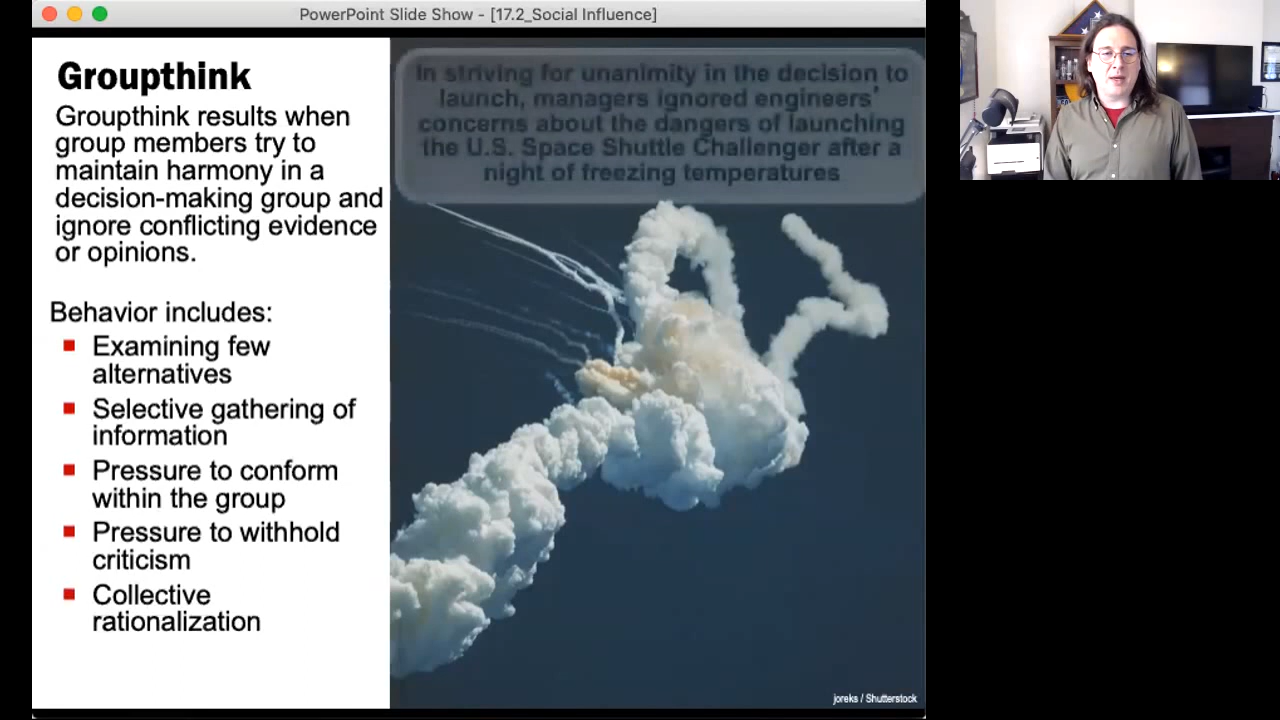 PowerPoint Slide Show - [17.2_Social Influence]
Groupthink
Groupthink results when
group members try to
maintain harmony in a
decision-making group and
ignore conflicting evidence
or opinions.
Behavior includes:
Examining few
alternatives
Selective gathering of
information
Pressure to conform
within the group
Pressure to withhold
criticism
Collective
rationalization
In striving for unanimity in the decision to
launch, managers ignored engineers'
concerns about the dangers of launching
the U.S. Space Shuttle Challenger after a
night of freezing temperatures
joreks / Shutterstock